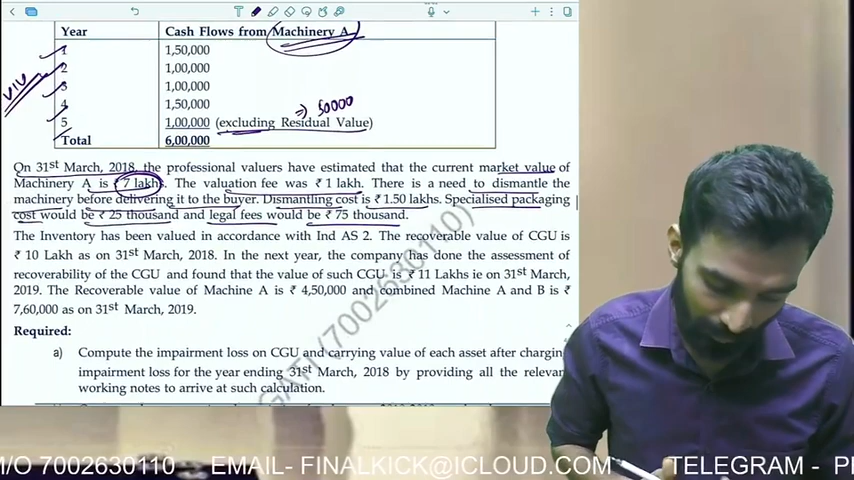 Year Cash Flows from Machinery A
1 1,50,000
2 1,00,000
3 1,00,000
4 1,50,000
5 1,00,000 (excluding Residual Value)
⇒ 50000
VIU
Total 6,00,000
On 31st March, 2018, the professional valuers have estimated that the current market value of
Machinery A is ₹ 7 lakhs. The valuation fee was ₹ 1 lakh. There is a need to dismantle the
machinery before delivering it to the buyer. Dismantling cost is ₹ 1.50 lakhs. Specialised packaging
cost would be ₹ 25 thousand and legal fees would be ₹ 75 thousand.
The Inventory has been valued in accordance with Ind AS 2. The recoverable value of CGU is
₹ 10 Lakh as on 31st March, 2018. In the next year, the company has done the assessment of
recoverability of the CGU and found that the value of such CGU is ₹ 11 Lakhs ie on 31st March,
2019. The Recoverable value of Machine A is ₹ 4,50,000 and combined Machine A and B is ₹
7,60,000 as on 31st March, 2019.
Required:
a) Compute the impairment loss on CGU and carrying value of each asset after charging
impairment loss for the year ending 31st March, 2018 by providing all the relevan
working notes to arrive at such calculation.
GATI/7002630110)
M/O 7002630110 EMAIL- FINALKICK@ICLOUD.COM TELEGRAM - P